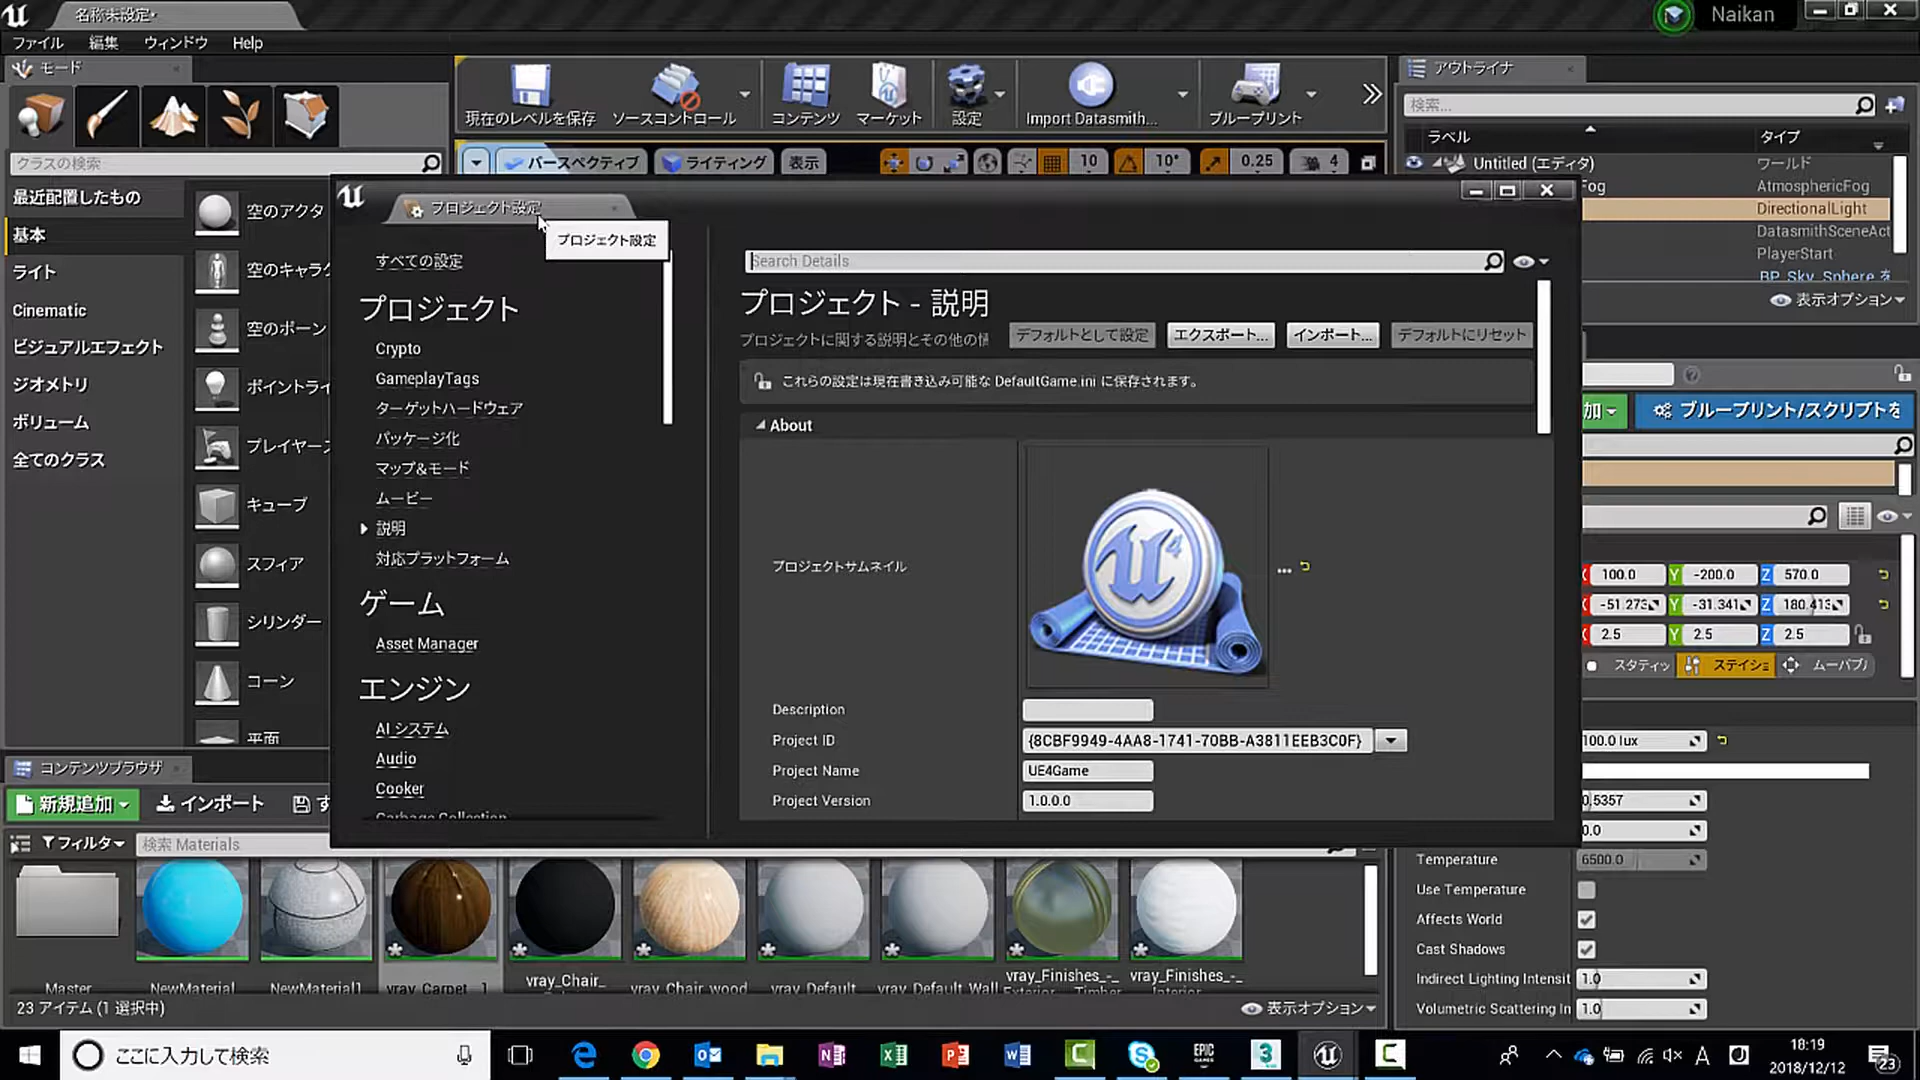 名称未設定*
Naikan
ファイル 編集 ウィンドウ Help
モード
現在のレベルを保存 ソースコントロール コンテンツ マーケット 設定 Import Datasmith... ブループリント
クラスの検索
パースペクティブ ライティング 表示 10 10° 0.25 4
最近配置したもの
基本
ライト
Cinematic
ビジュアルエフェクト
ジオメトリ
ボリューム
全てのクラス
空のアクタ
空のキャラク
空のポーン
ポイントライ
プレイヤース
キューブ
スフィア
シリンダー
コーン
平面
プロジェクト設定
プロジェクト設定
すべての設定
プロジェクト
Crypto
GameplayTags
ターゲットハードウェア
パッケージ化
マップ&モード
ムービー
説明
対応プラットフォーム
ゲーム
Asset Manager
エンジン
AI システム
Audio
Cooker
Garbage Collection
Search Details
プロジェクト - 説明
プロジェクトに関する説明とその他の情
デフォルトとして設定 エクスポート... インポート... デフォルトにリセット
これらの設定は現在書き込み可能な DefaultGame.ini に保存されます。
About
プロジェクトサムネイル
Description
Project ID {8CBF9949-4AA8-1741-70BB-A3811EEB3C0F}
Project Name UE4Game
Project Version 1.0.0.0
アウトライナ
検索...
ラベル タイプ
Untitled (エディタ) ワールド
og AtmosphericFog
DirectionalLight
DatasmithSceneAct
PlayerStart
BP_Sky_Sphere を
表示オプション
加 ブループリント/スクリプトを
X 100.0 Y -200.0 Z 570.0
X -51.273 Y -31.341 Z 180.413
X 2.5 Y 2.5 Z 2.5
スタティッ ステイショ ムーバブル
100.0 lux
0.5357
0.0
Temperature 6500.0
Use Temperature
Affects World
Cast Shadows
Indirect Lighting Intensit 1.0
Volumetric Scattering In 1.0
コンテンツブラウザ
新規追加 インポート す
フィルタ 検索 Materials
Master
NewMaterial
NewMaterial1
vray_Carpet_1
vray_Chair_
vray_Chair_wood
vray_Default
vray_Default_Wall
vray_Finishes_-_
Exterior_-_Timber
vray_Finishes_-_
Interior
23 アイテム (1 選択中) 表示オプション
ここに入力して検索
EPIC
GAMES
A
18:19
2018/12/12
23